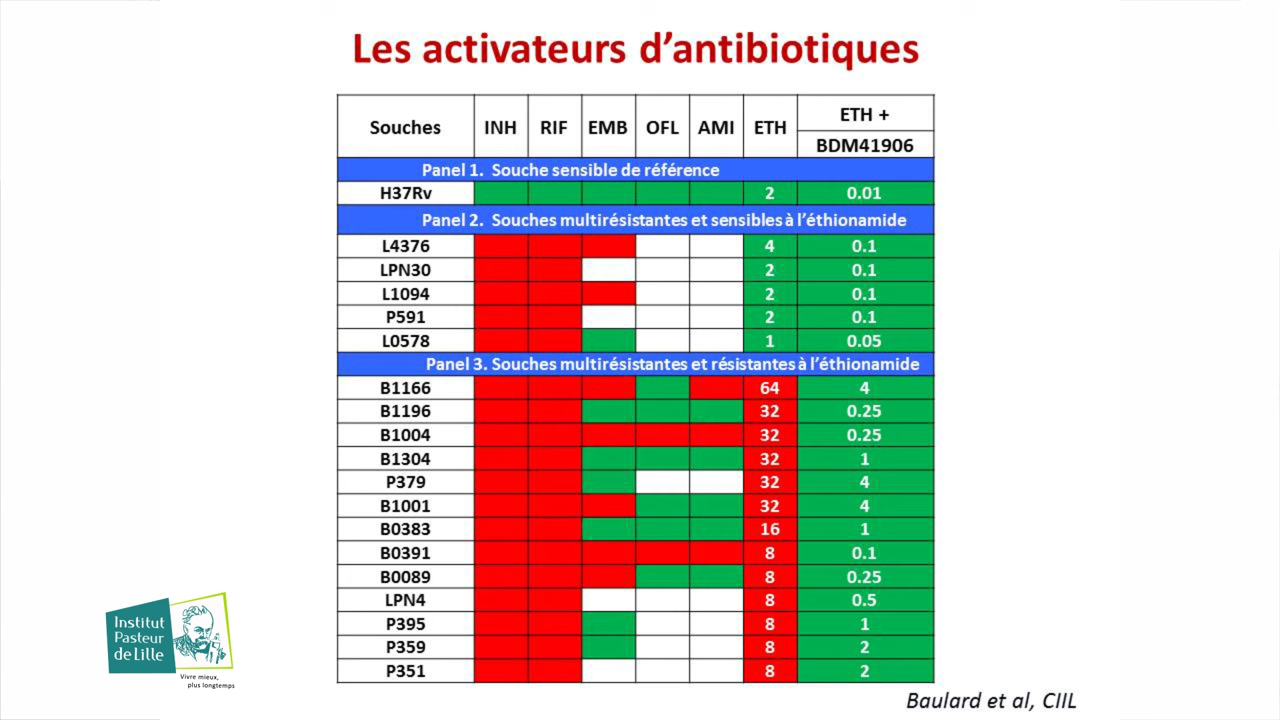 Les activateurs d’antibiotiques
Souches INH RIF EMB OFL AMI ETH ETH +
BDM41906
Panel 1. Souche sensible de référence
H37Rv 2 0.01
Panel 2. Souches multirésistantes et sensibles à l’éthionamide
L4376 4 0.1
LPN30 2 0.1
L1094 2 0.1
P591 2 0.1
L0578 1 0.05
Panel 3. Souches multirésistantes et résistantes à l’éthionamide
B1166 64 4
B1196 32 0.25
B1004 32 0.25
B1304 32 1
P379 32 4
B1001 32 4
B0383 16 1
B0391 8 0.1
B0089 8 0.25
LPN4 8 0.5
P395 8 1
P359 8 2
P351 8 2
Institut
Pasteur
de Lille
Vivre mieux,
plus longtemps
Baulard et al, CIIL